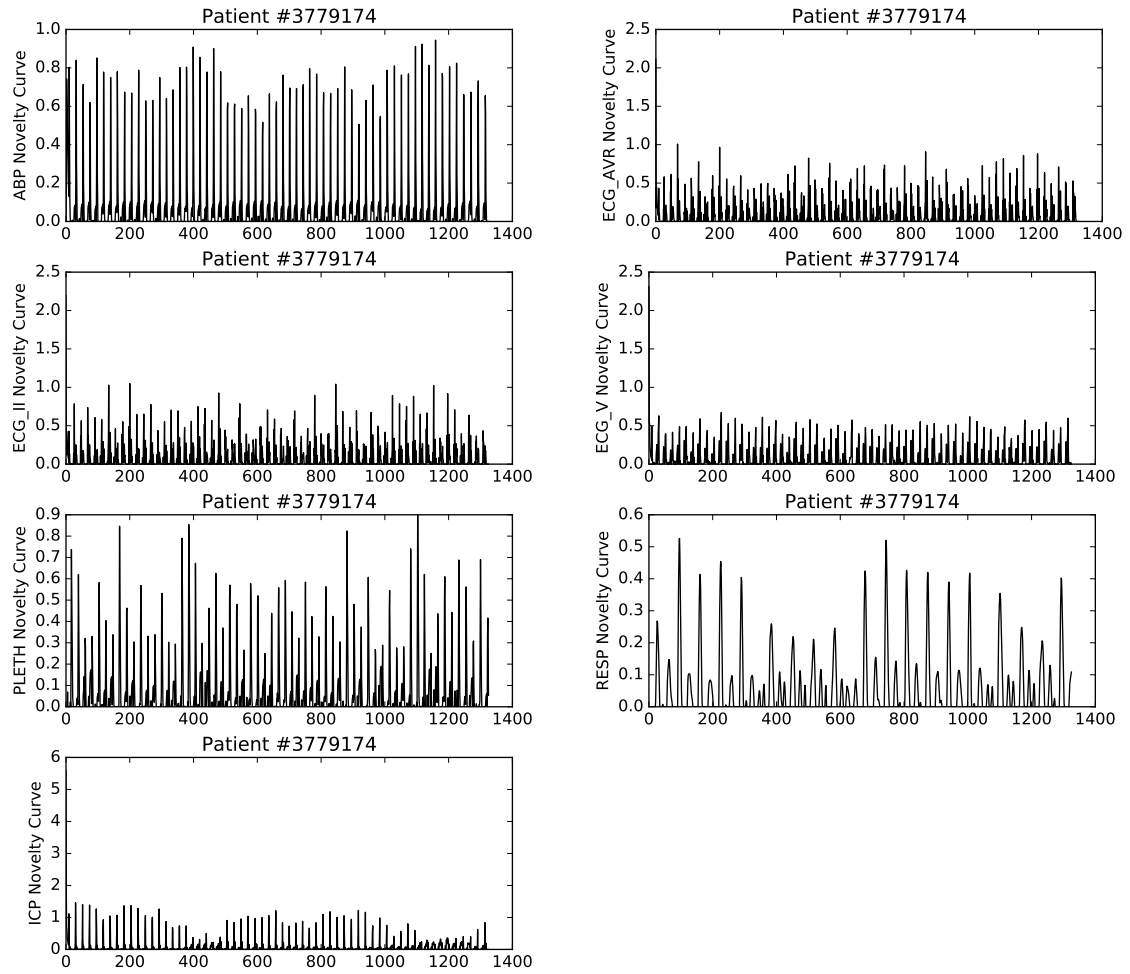 Patient #3779174
ABP Novelty Curve
1.0
0.8
0.6
0.4
0.2
0.0
0 200 400 600 800 1000 1200 1400
Patient #3779174
ECG_AVR Novelty Curve
2.5
2.0
1.5
1.0
0.5
0.0
0 200 400 600 800 1000 1200 1400
Patient #3779174
ECG_II Novelty Curve
2.5
2.0
1.5
1.0
0.5
0.0
0 200 400 600 800 1000 1200 1400
Patient #3779174
ECG_V Novelty Curve
2.5
2.0
1.5
1.0
0.5
0.0
0 200 400 600 800 1000 1200 1400
Patient #3779174
PLETH Novelty Curve
0.9
0.8
0.7
0.6
0.5
0.4
0.3
0.2
0.1
0.0
0 200 400 600 800 1000 1200 1400
Patient #3779174
RESP Novelty Curve
0.6
0.5
0.4
0.3
0.2
0.1
0.0
0 200 400 600 800 1000 1200 1400
Patient #3779174
ICP Novelty Curve
6
5
4
3
2
1
0
0 200 400 600 800 1000 1200 1400